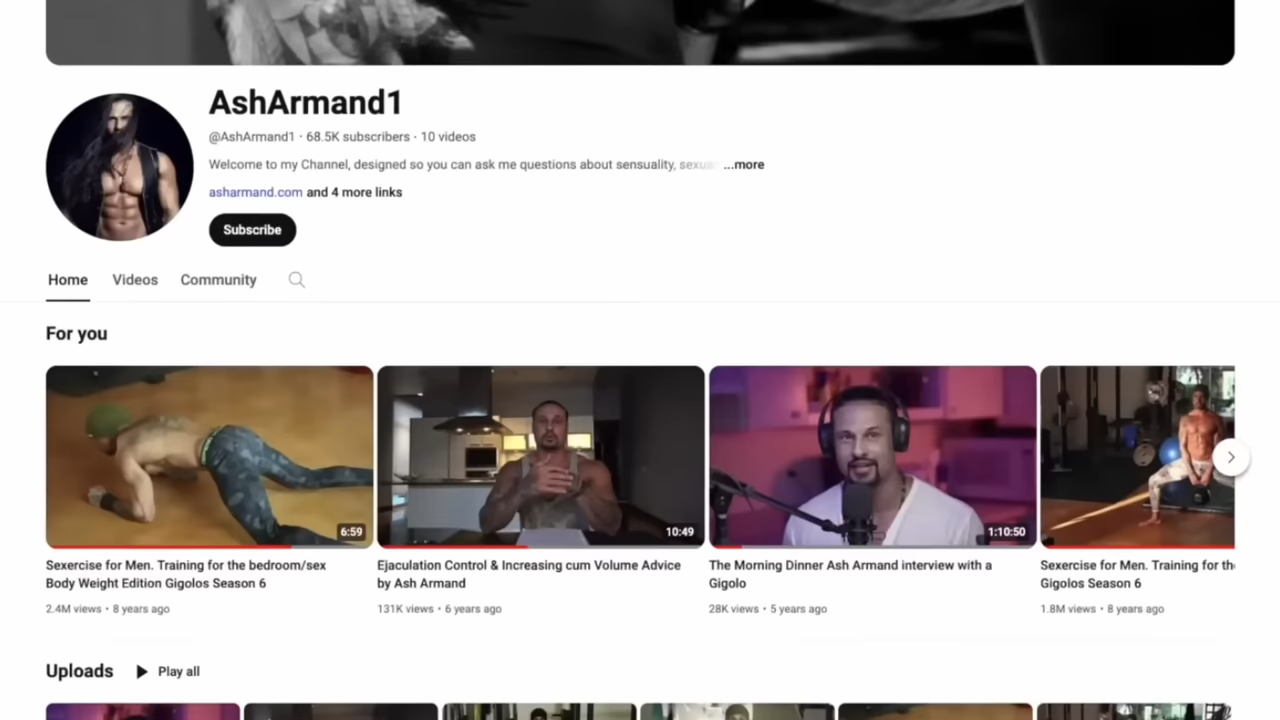 AshArmand1
@AshArmand1 · 68.5K subscribers · 10 videos
Welcome to my Channel, designed so you can ask me questions about sensuality, sexua ...more
asharmand.com and 4 more links
Subscribe
Home Videos Community
For you
6:59 10:49 1:10:50
Sexercise for Men. Training for the bedroom/sex
Body Weight Edition Gigolos Season 6
2.4M views · 8 years ago
Ejaculation Control & Increasing cum Volume Advice
by Ash Armand
131K views · 6 years ago
The Morning Dinner Ash Armand interview with a
Gigolo
28K views · 5 years ago
Sexercise for Men. Training for th
Gigolos Season 6
1.8M views · 8 years ago
Uploads Play all